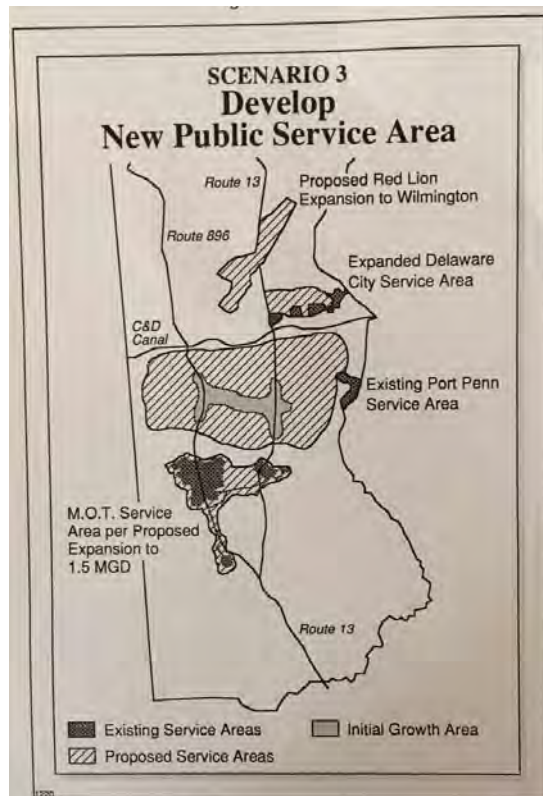 SCENARIO 3
Develop
New Public Service Area
Route 13
Proposed Red Lion
Expansion to Wilmington
Route 896
Expanded Delaware
City Service Area
C&D
Canal
Existing Port Penn
Service Area
M.O.T. Service
Area per Proposed
Expansion to
1.5 MGD
Route 13
Existing Service Areas
Initial Growth Area
Proposed Service Areas